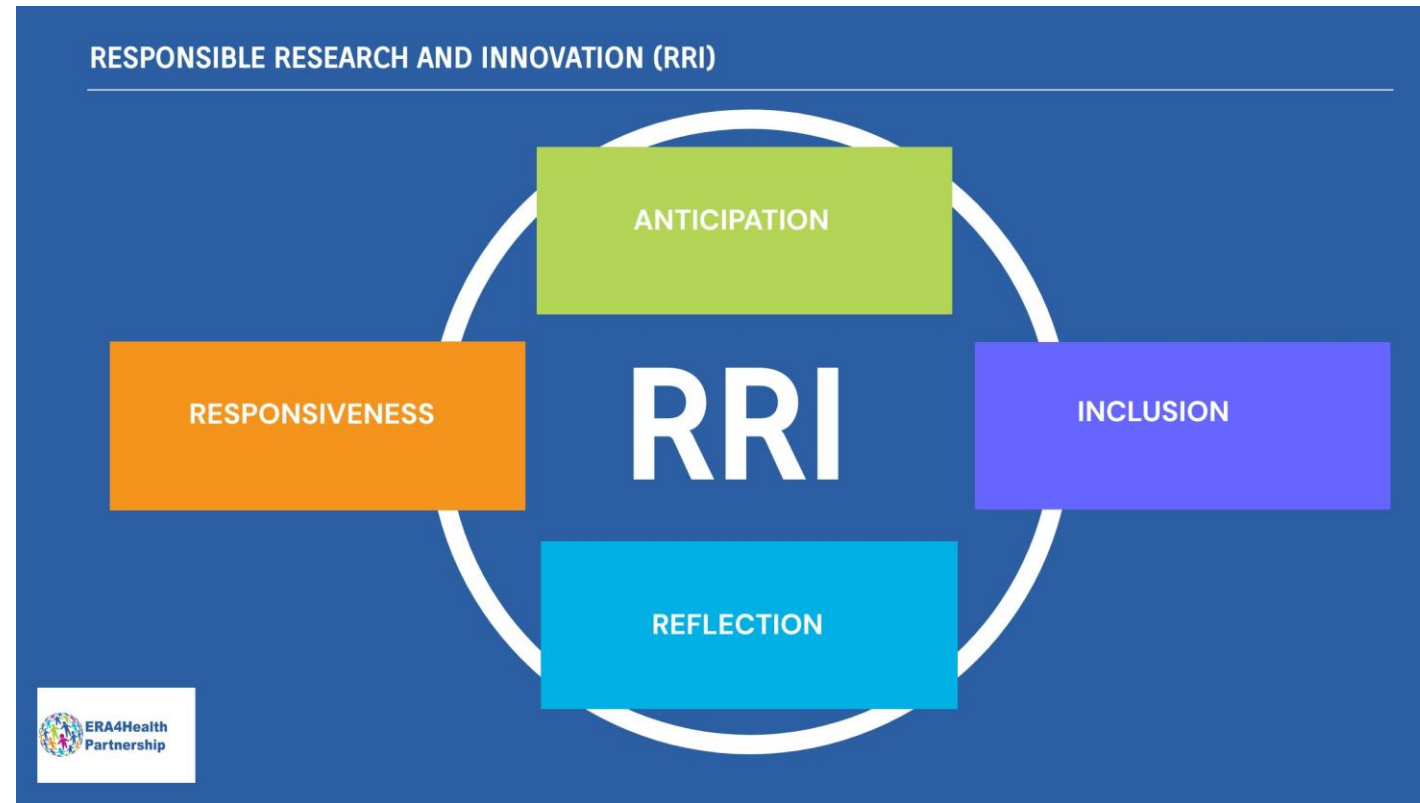 RESPONSIBLE RESEARCH AND INNOVATION (RRI)
ANTICIPATION
RESPONSIVENESS
RRI
INCLUSION
REFLECTION
ERA4Health
Partnership